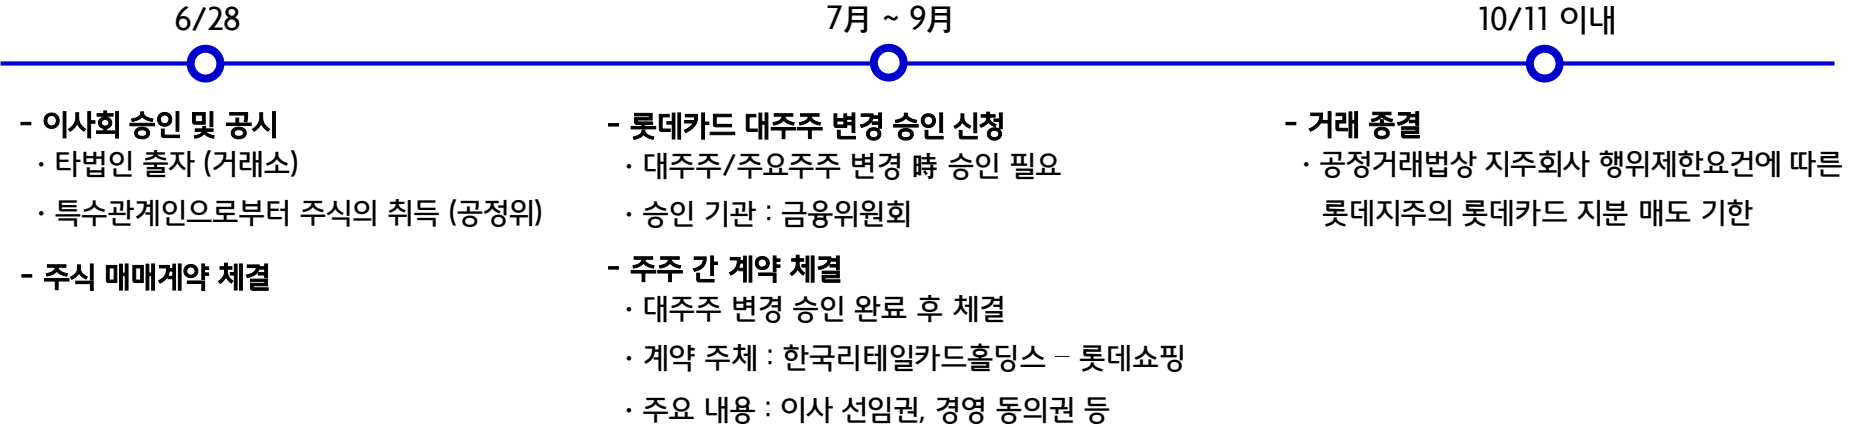 6/28
- 이사회 승인 및 공시
· 타법인 출자 (거래소)
· 특수관계인으로부터 주식의 취득 (공정위)
- 주식 매매계약 체결
7月 ~ 9月
- 롯데카드 대주주 변경 승인 신청
· 대주주/주요주주 변경 時 승인 필요
· 승인 기관 : 금융위원회
- 주주 간 계약 체결
· 대주주 변경 승인 완료 후 체결
· 계약 주체 : 한국리테일카드홀딩스 – 롯데쇼핑
· 주요 내용 : 이사 선임권, 경영 동의권 등
10/11 이내
- 거래 종결
· 공정거래법상 지주회사 행위제한요건에 따른
롯데지주의 롯데카드 지분 매도 기한